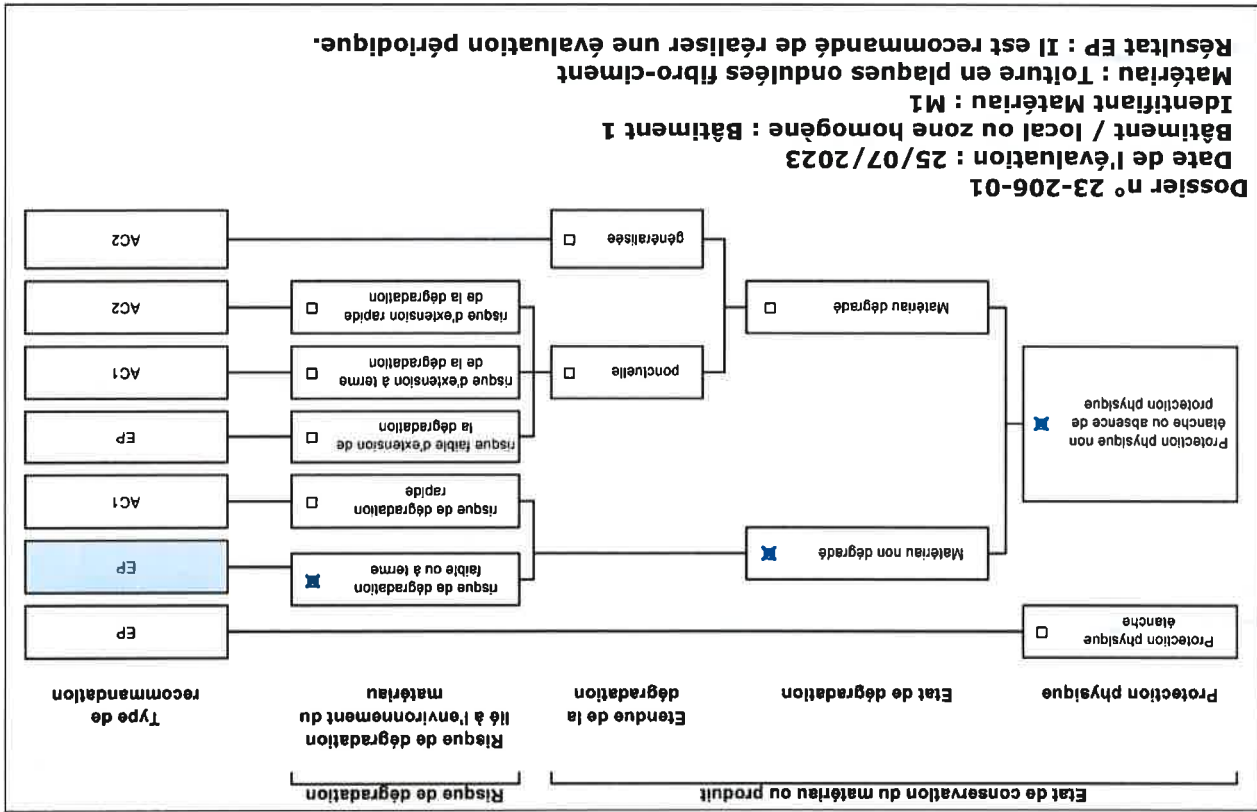 Etat de conservation du matériau ou produit
Risque de dégradation
Protection physique
Etat de dégradation
Etendue de la
dégradation
Risque de dégradation
lié à l'environnement du
matériau
Type de
recommandation
Protection physique
étanche
EP
Protection physique non
étanche ou absence de
protection physique
Matériau non dégradé
risque de dégradation
faible ou à terme
EP
risque de dégradation
rapide
AC1
Matériau dégradé
ponctuelle
risque faible d'extension de
la dégradation
EP
risque d'extension à terme
de la dégradation
AC1
risque d'extension rapide
de la dégradation
AC2
généralisée
AC2
Dossier n° 23-206-01
Date de l'évaluation : 25/07/2023
Bâtiment / local ou zone homogène : Bâtiment 1
Identifiant Matériau : M1
Matériau : Toiture en plaques ondulées fibro-ciment
Résultat EP : Il est recommandé de réaliser une évaluation périodique.